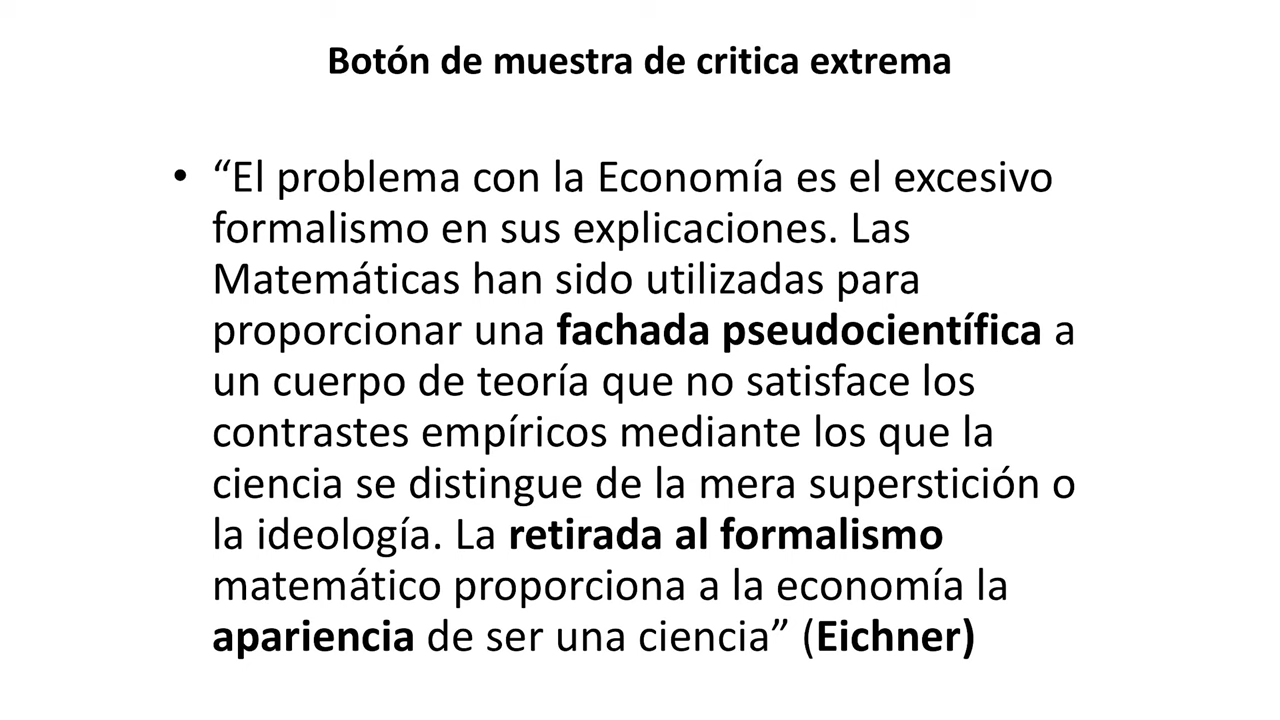 Botón de muestra de critica extrema
• “El problema con la Economía es el excesivo
formalismo en sus explicaciones. Las
Matemáticas han sido utilizadas para
proporcionar una fachada pseudocientífica a
un cuerpo de teoría que no satisface los
contrastes empíricos mediante los que la
ciencia se distingue de la mera superstición o
la ideología. La retirada al formalismo
matemático proporciona a la economía la
apariencia de ser una ciencia” (Eichner)